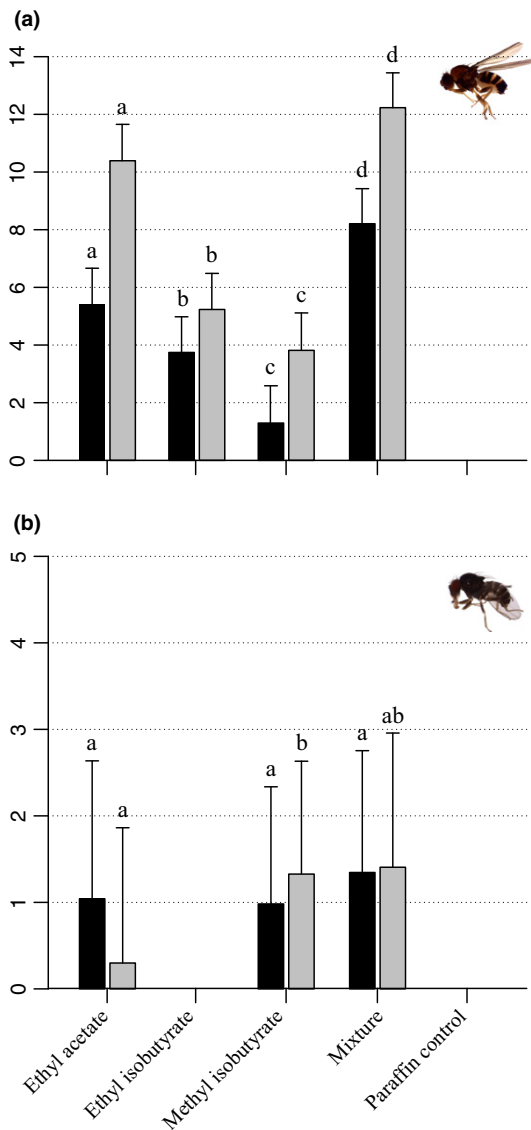 (a)
14
12
10
8
6
4
2
0
a
a
b
b
c
c
d
d
(b)
5
4
3
2
1
0
a
a
a
b
a
ab
Ethyl acetate
Ethyl isobutyrate
Methyl isobutyrate
Mixture
Paraffin control